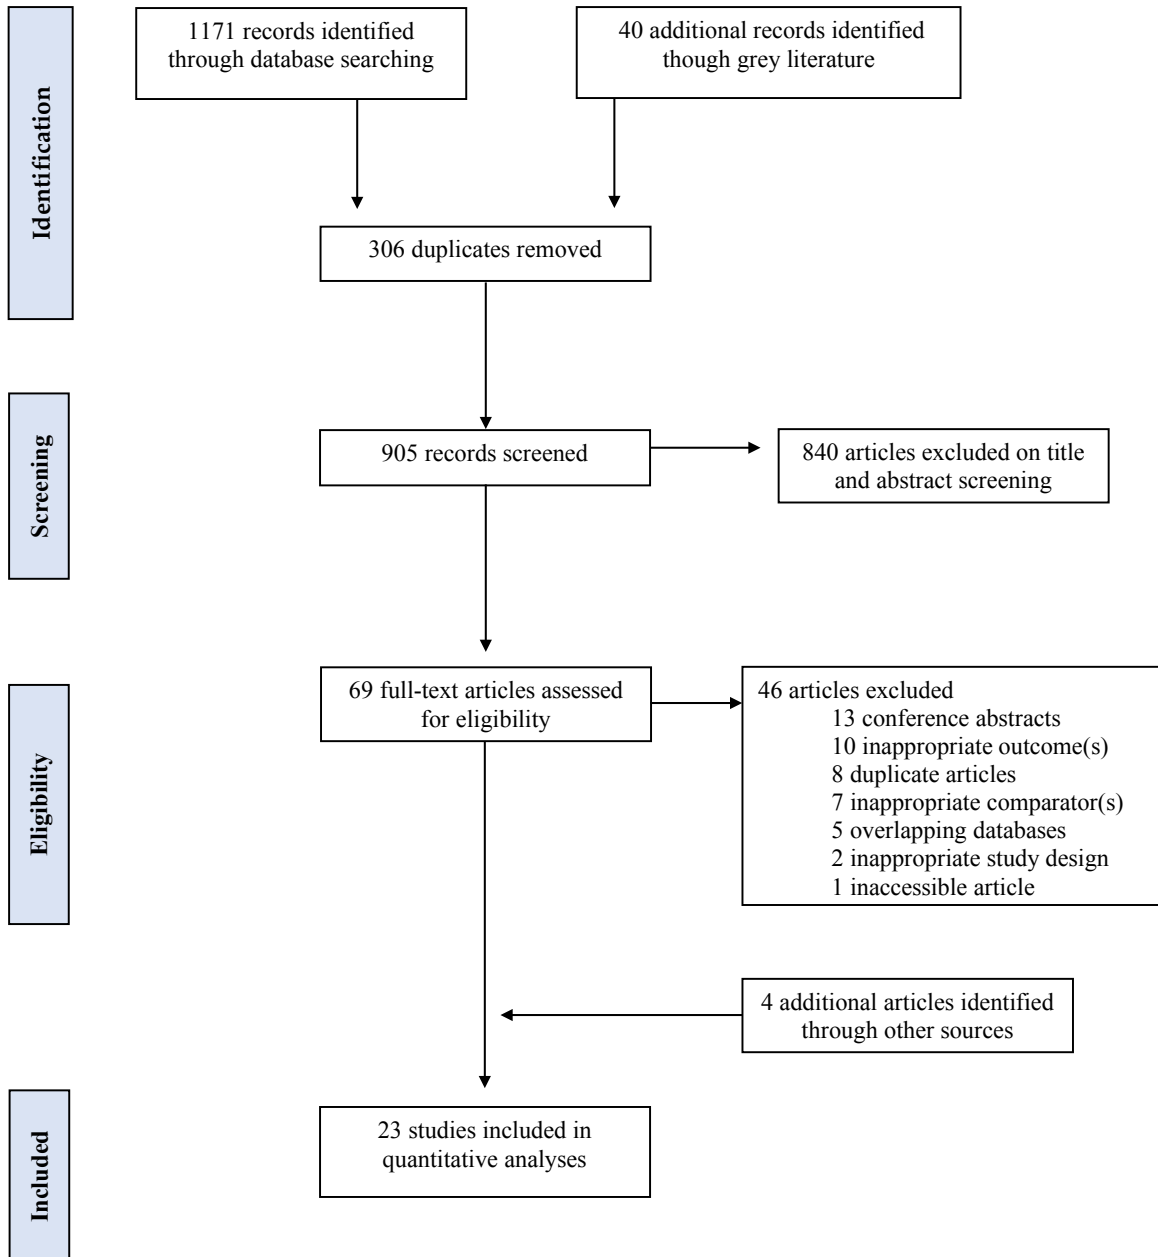 Identification
1171 records identified
through database searching
40 additional records identified
though grey literature
306 duplicates removed
Screening
905 records screened
840 articles excluded on title
and abstract screening
Eligibility
69 full-text articles assessed
for eligibility
46 articles excluded
13 conference abstracts
10 inappropriate outcome(s)
8 duplicate articles
7 inappropriate comparator(s)
5 overlapping databases
2 inappropriate study design
1 inaccessible article
4 additional articles identified
through other sources
Included
23 studies included in
quantitative analyses